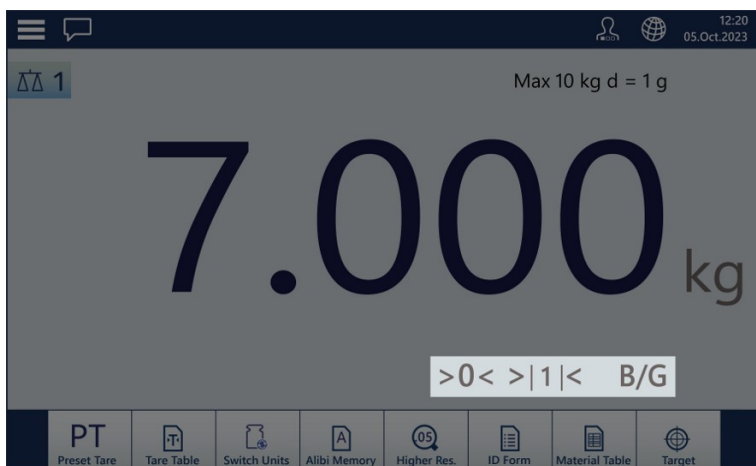 12:20
05.Oct.2023
1
Max 10 kg d = 1 g
7.000 kg
>0< >|1|< B/G
PT
Preset Tare
T
Tare Table
Switch Units
A
Alibi Memory
.05
Higher Res.
ID Form
Material Table
Target